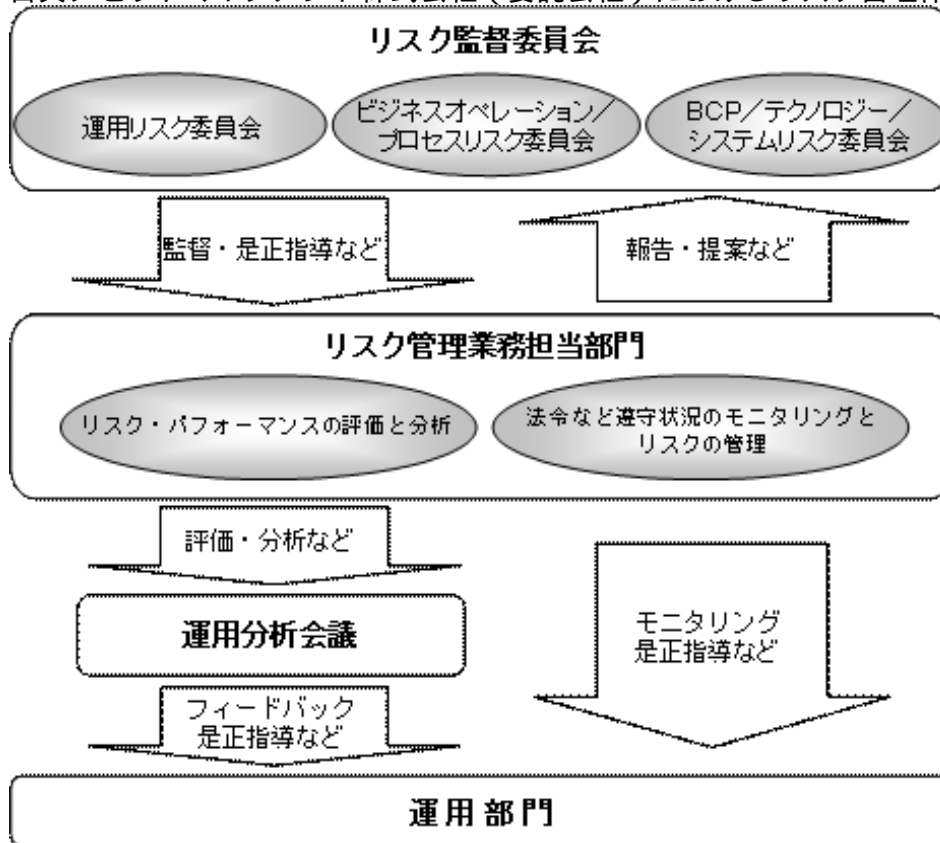 リスク監督委員会
運用リスク委員会
ビジネスオペレーション/
プロセスリスク委員会
BCP/テクノロジー/
システムリスク委員会
監督・是正指導など
報告・提案など
リスク管理業務担当部門
リスク・パフォーマンスの評価と分析
法令など遵守状況のモニタリングと
リスクの管理
評価・分析など
運用分析会議
モニタリング
是正指導など
フィードバック
是正指導など
運用部門